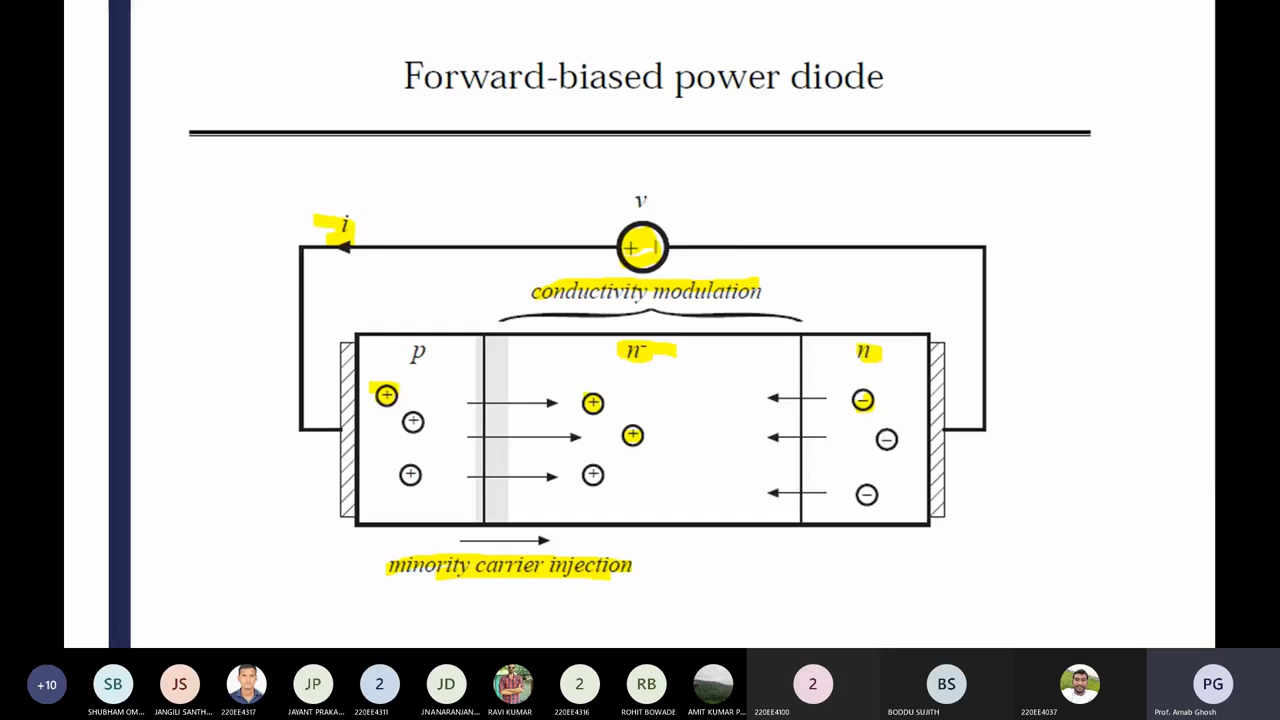 Forward-biased power diode
v
i
+ −
conductivity modulation
p n⁻ n
+ + −
+ + −
+ + −
minority carrier injection
+10 SB JS JP 2 JD 2 RB 2 BS PG
SHUBHAM OM... JANGILI SANTH... 220EE4317 JAYANT PRAKA... 220EE4311 JNANARANJAN... RAVI KUMAR 220EE4316 ROHIT BOWADE AMIT KUMAR P... 220EE4100 BODDU SUJITH 220EE4037 Prof. Arnab Ghosh